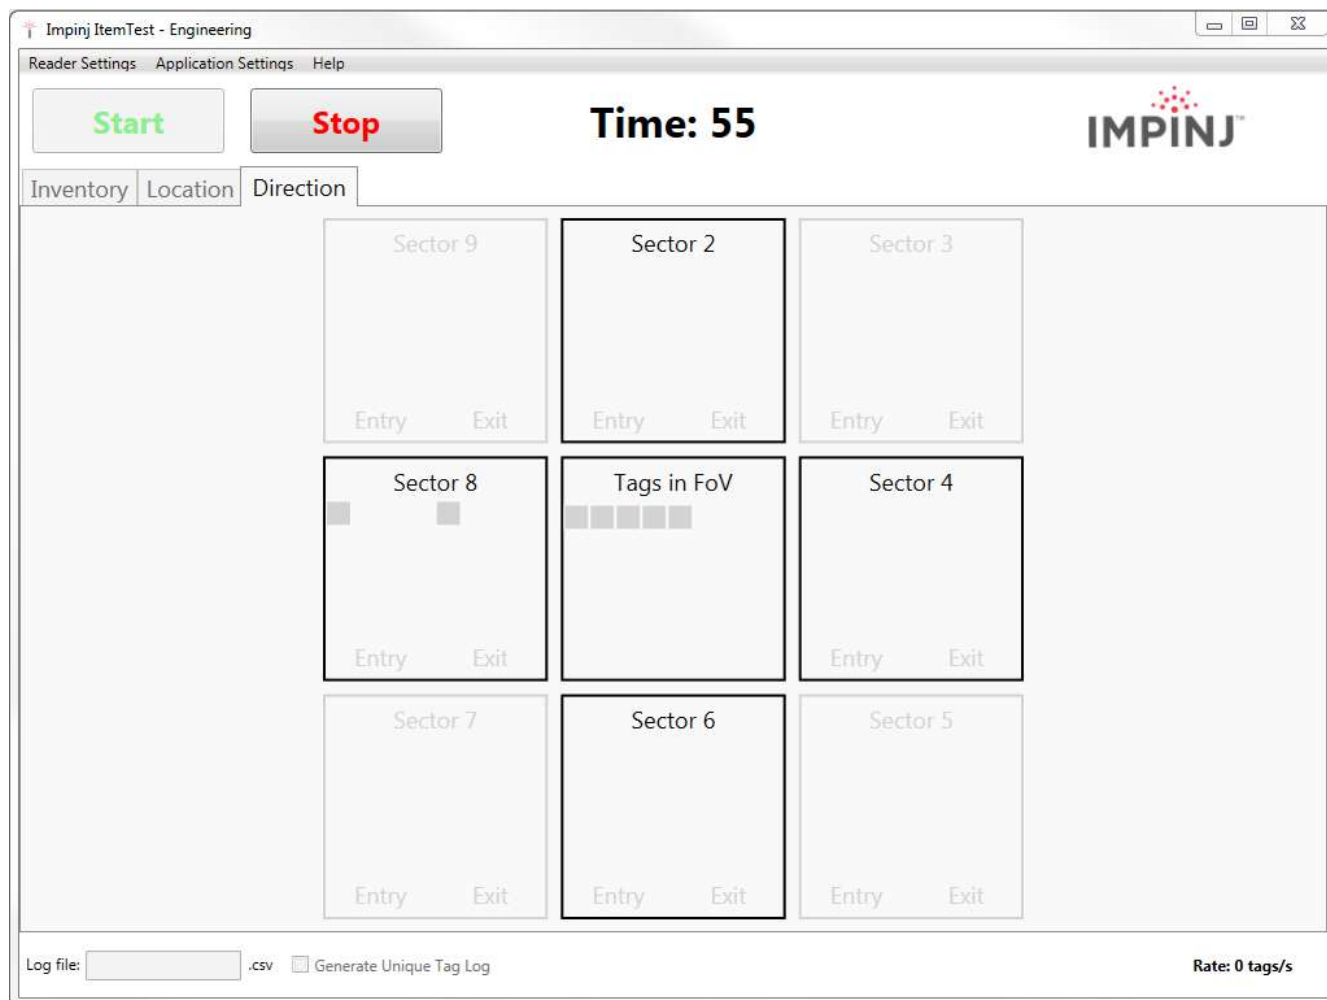 Impinj ItemTest - Engineering
Reader Settings Application Settings Help
Start Stop Time: 55 IMPINJ™
Inventory Location Direction
Sector 9 Sector 2 Sector 3
Entry Exit Entry Exit Entry Exit
Sector 8 Tags in FoV Sector 4
Entry Exit Entry Exit
Sector 7 Sector 6 Sector 5
Entry Exit Entry Exit Entry Exit
Log file: .csv Generate Unique Tag Log Rate: 0 tags/s